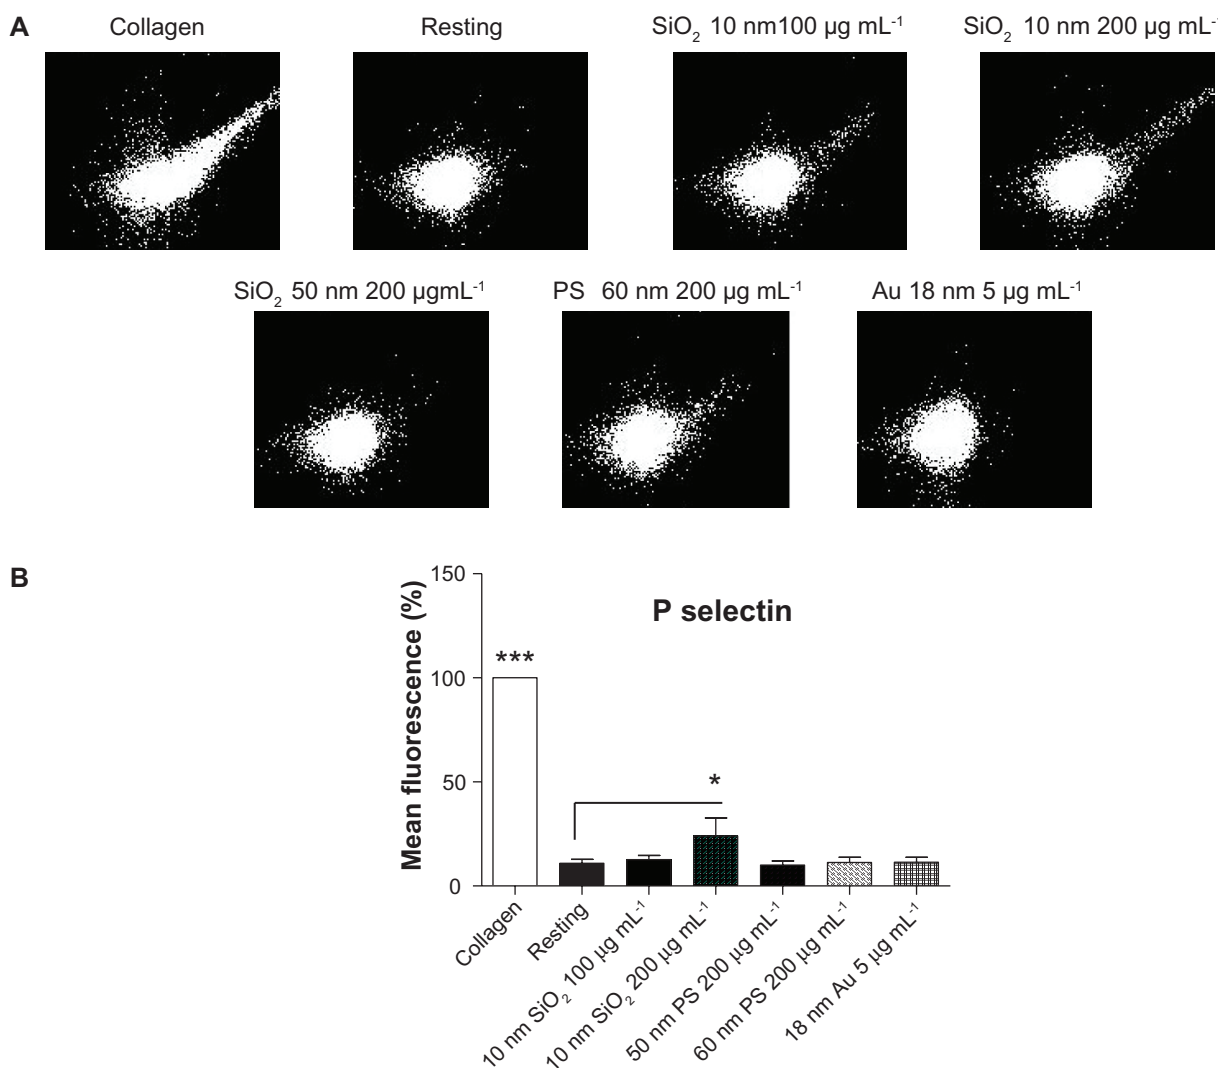 A
Collagen
Resting
SiO₂ 10 nm100 µg mL⁻¹
SiO₂ 10 nm 200 µg mL⁻¹
SiO₂ 50 nm 200 µgmL⁻¹
PS 60 nm 200 µg mL⁻¹
Au 18 nm 5 µg mL⁻¹
B
P selectin
Mean fluorescence (%)
150
100
50
0
***
*
Collagen
Resting
10 nm SiO₂ 100 µg mL⁻¹
10 nm SiO₂ 200 µg mL⁻¹
50 nm PS 200 µg mL⁻¹
60 nm PS 200 µg mL⁻¹
18 nm Au 5 µg mL⁻¹